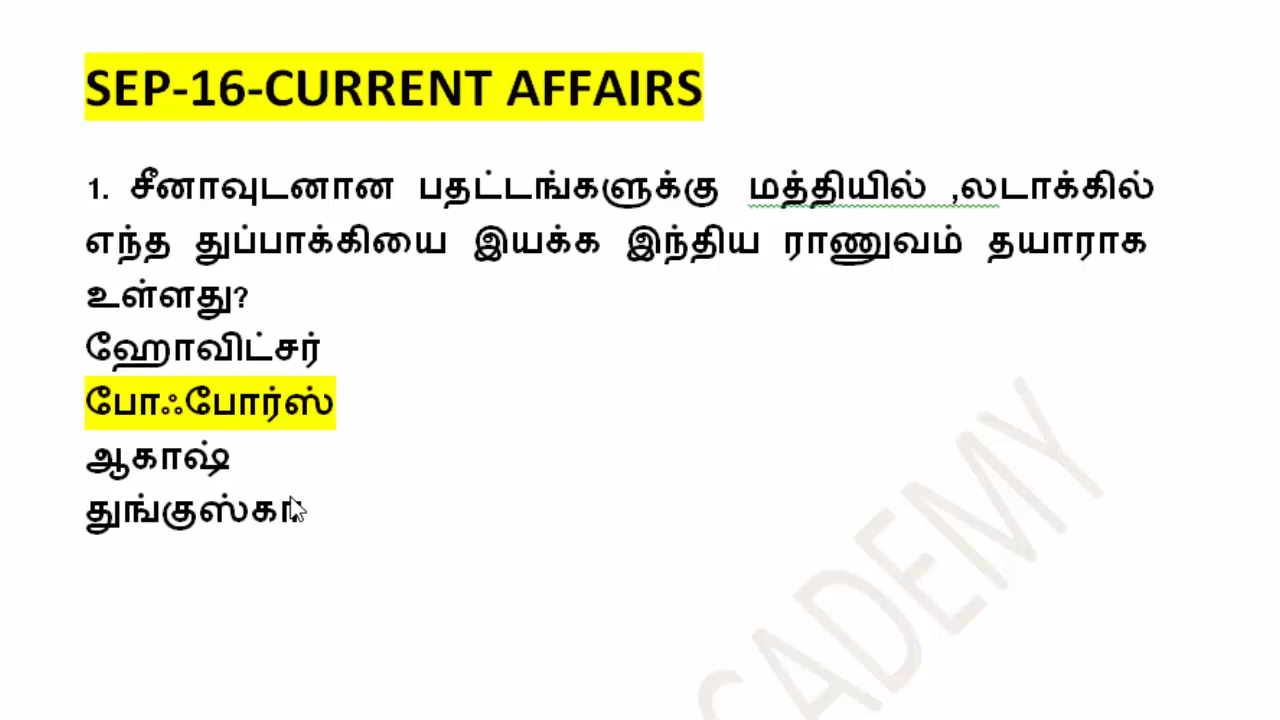 SEP-16-CURRENT AFFAIRS
1. சீனாவுடனான பதட்டங்களுக்கு மத்தியில் ,லடாக்கில்
எந்த துப்பாக்கியை இயக்க இந்திய ராணுவம் தயாராக
உள்ளது?
ஹோவிட்சர்
போஃபோர்ஸ்
ஆகாஷ்
துங்குஸ்கா
CADEMY